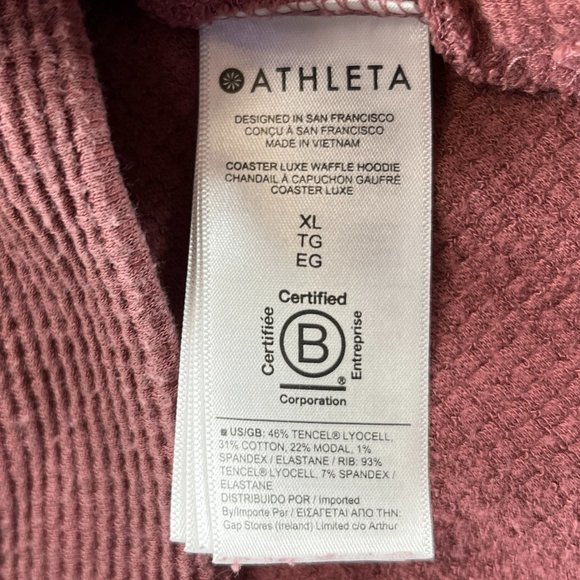 ATHLETA
DESIGNED IN SAN FRANCISCO
CONÇU À SAN FRANCISCO
MADE IN VIETNAM
COASTER LUXE WAFFLE HOODIE
CHANDAIL À CAPUCHON GAUFRÉ
COASTER LUXE
XL
TG
EG
Certified
Certifiée
B
Entreprise
®
Corporation
US/GB: 46% TENCEL® LYOCELL,
31% COTTON, 22% MODAL, 1%
SPANDEX / ELASTANE / RIB: 93%
TENCEL® LYOCELL, 7% SPANDEX /
ELASTANE
DISTRIBUIDO POR / Imported
By/Importe Par / ΕΙΣΑΓΕΤΑΙ ΑΠΟ ΤΗΝ:
Gap Stores (Ireland) Limited c/o Arthur